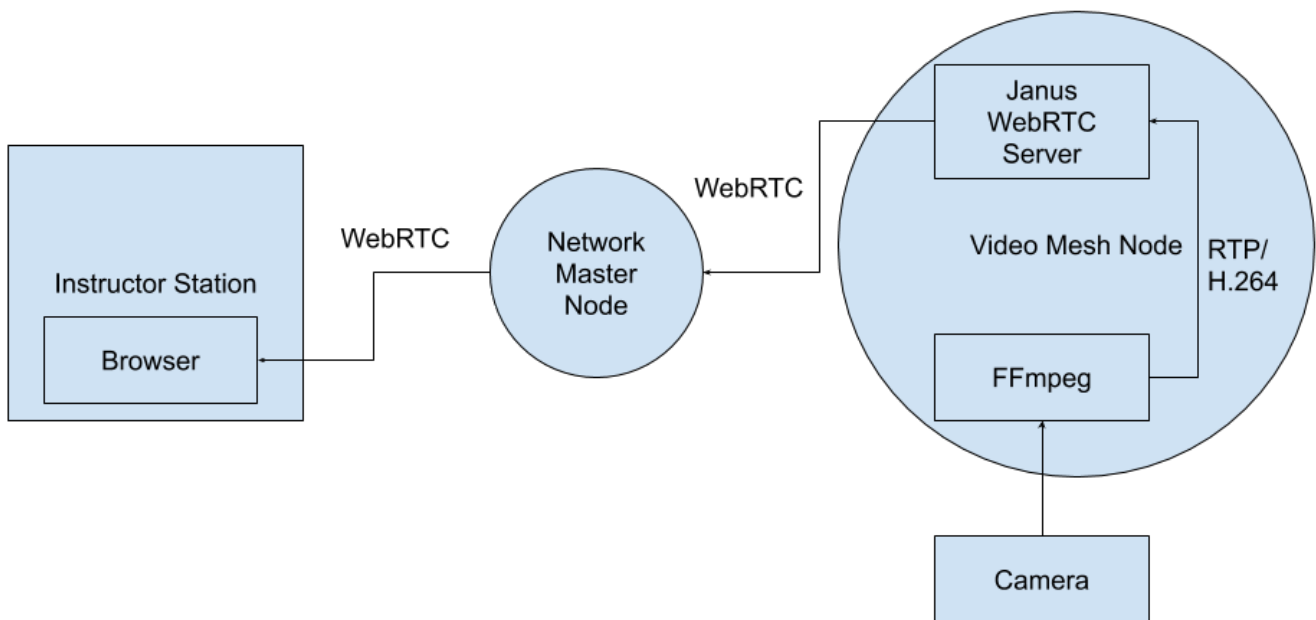 Janus
WebRTC
Server
WebRTC
WebRTC
Network
Master
Node
Video Mesh Node
RTP/
H.264
Instructor Station
Browser
FFmpeg
Camera